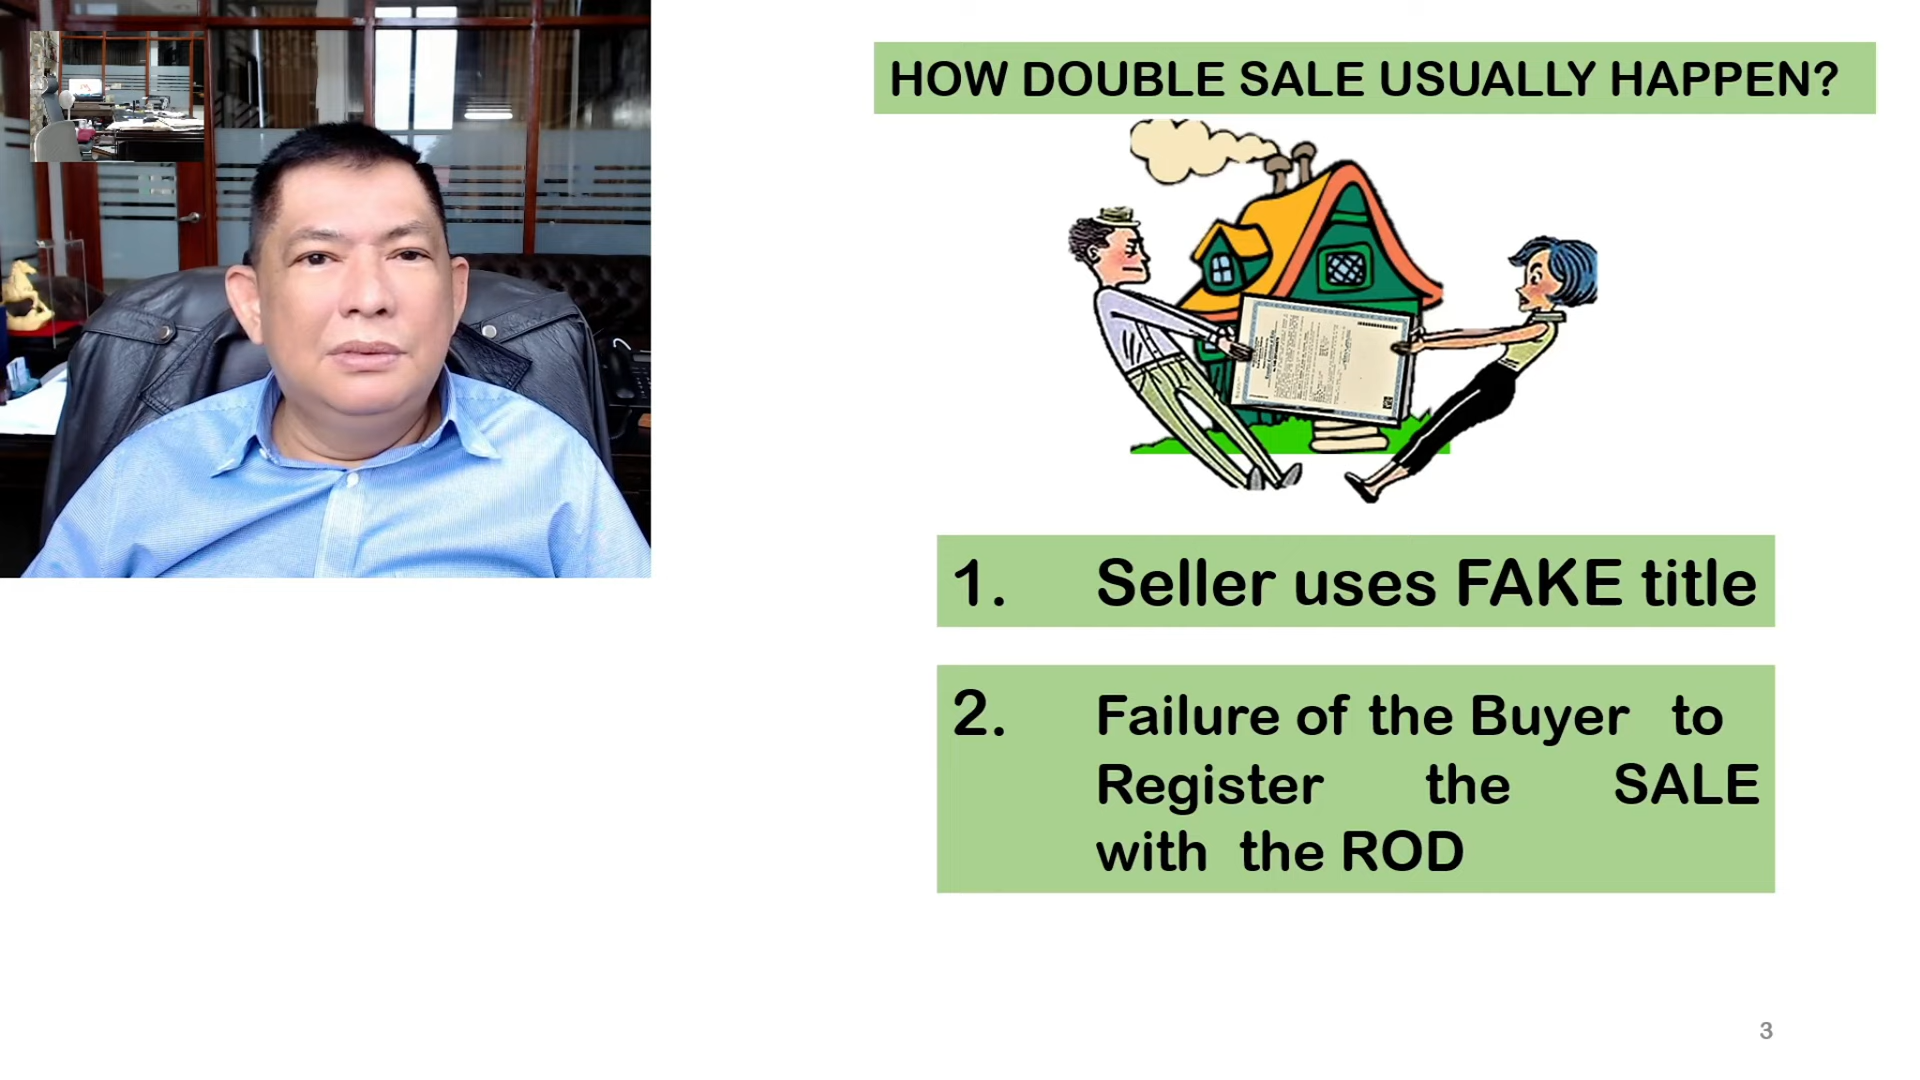 HOW DOUBLE SALE USUALLY HAPPEN?
1. Seller uses FAKE title
2. Failure of the Buyer to
Register the SALE
with the ROD
3